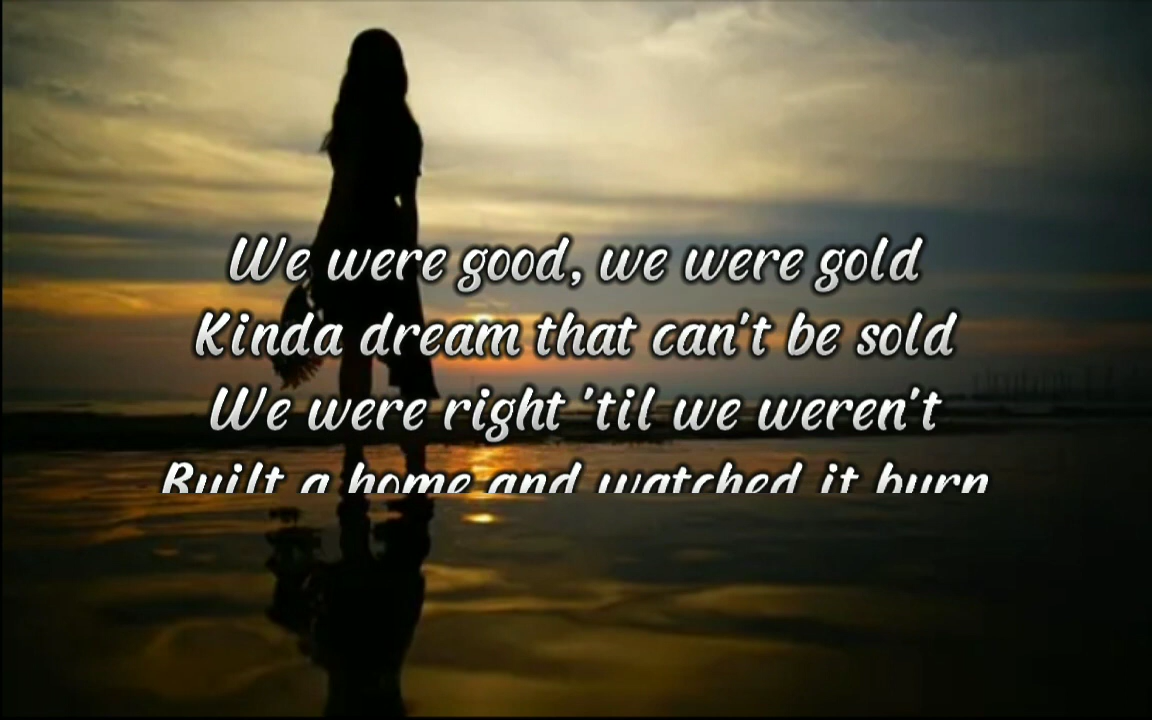 We were good, we were gold
Kinda dream that can't be sold
We were right 'til we weren't
Built a home and watched it burn